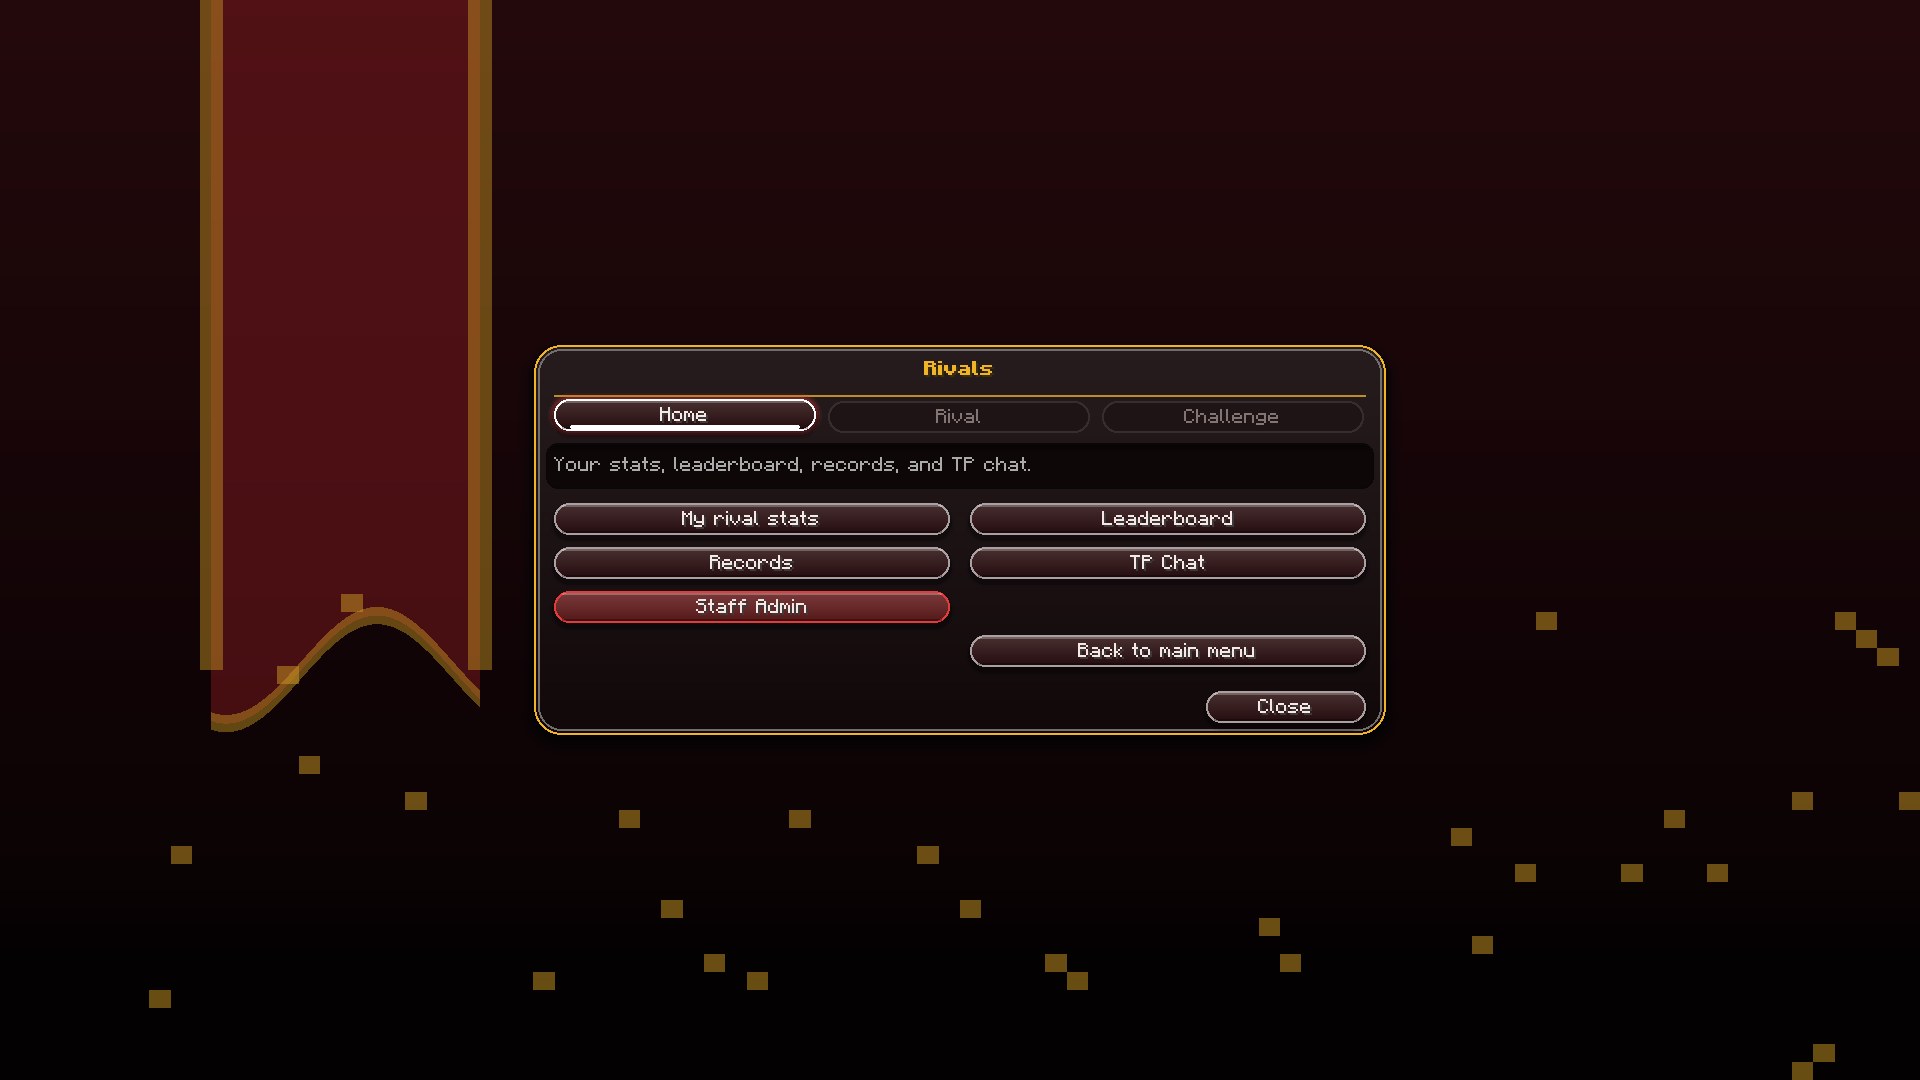 Rivals
Home Rival Challenge
Your stats, leaderboard, records, and TP chat.
My rival stats Leaderboard
Records TP Chat
Staff Admin
Back to main menu
Close